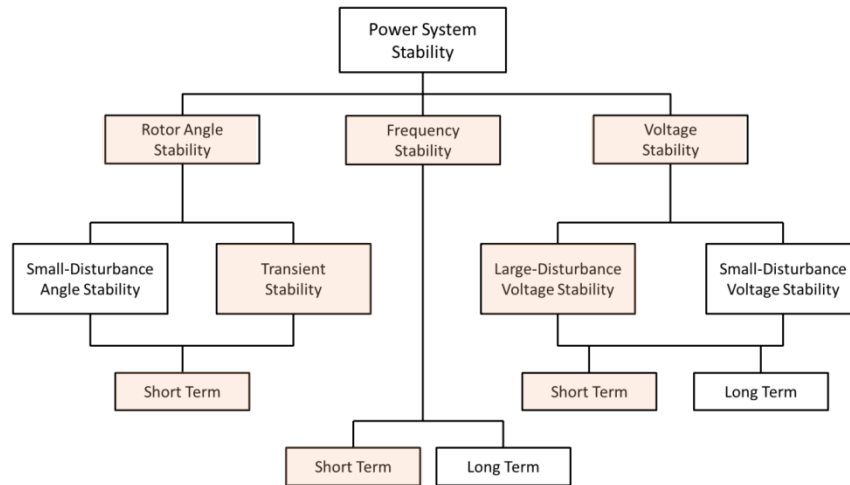 Power System
Stability
Rotor Angle
Stability
Frequency
Stability
Voltage
Stability
Small-Disturbance
Angle Stability
Transient
Stability
Large-Disturbance
Voltage Stability
Small-Disturbance
Voltage Stability
Short Term
Short Term
Long Term
Short Term
Long Term